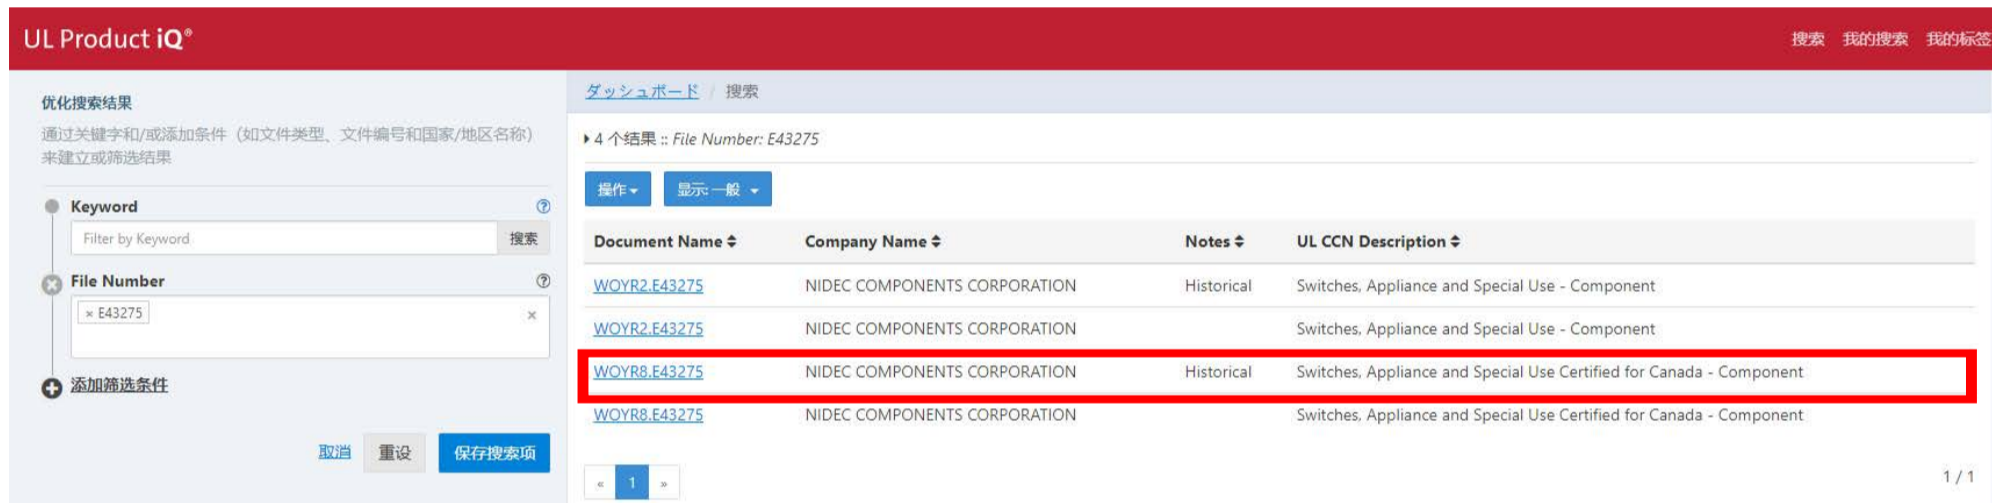 UL Product iQ®
搜索 我的搜索 我的标签
优化搜索结果
通过关键字和/或添加条件（如文件类型、文件编号和国家/地区名称）
来建立或筛选结果
Keyword
Filter by Keyword 搜索
File Number
× E43275 ×
添加筛选条件
取消 重设 保存搜索项
ダッシュボード / 搜索
4 个结果 :: File Number: E43275
操作 显示: 一般
Document Name Company Name Notes UL CCN Description
WOYR2.E43275 NIDEC COMPONENTS CORPORATION Historical Switches, Appliance and Special Use - Component
WOYR2.E43275 NIDEC COMPONENTS CORPORATION Switches, Appliance and Special Use - Component
WOYR8.E43275 NIDEC COMPONENTS CORPORATION Historical Switches, Appliance and Special Use Certified for Canada - Component
WOYR8.E43275 NIDEC COMPONENTS CORPORATION Switches, Appliance and Special Use Certified for Canada - Component
« 1 »
1 / 1